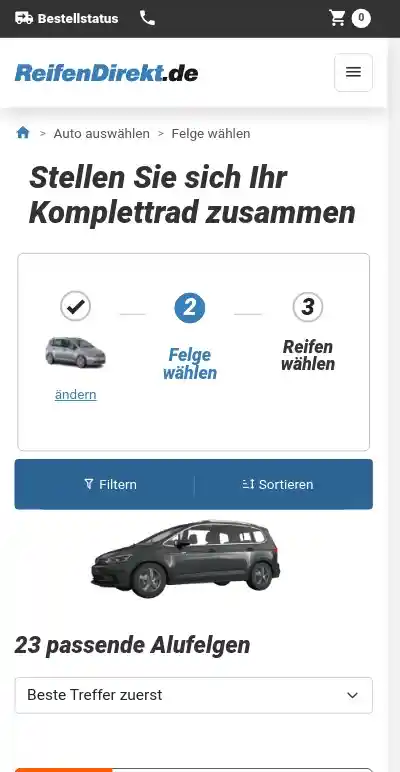 Bestellstatus 0
ReifenDirekt.de
> Auto auswählen > Felge wählen
Stellen Sie sich Ihr
Komplettrad zusammen
2 3
Felge
wählen
Reifen
wählen
ändern
Filtern Sortieren
23 passende Alufelgen
Beste Treffer zuerst